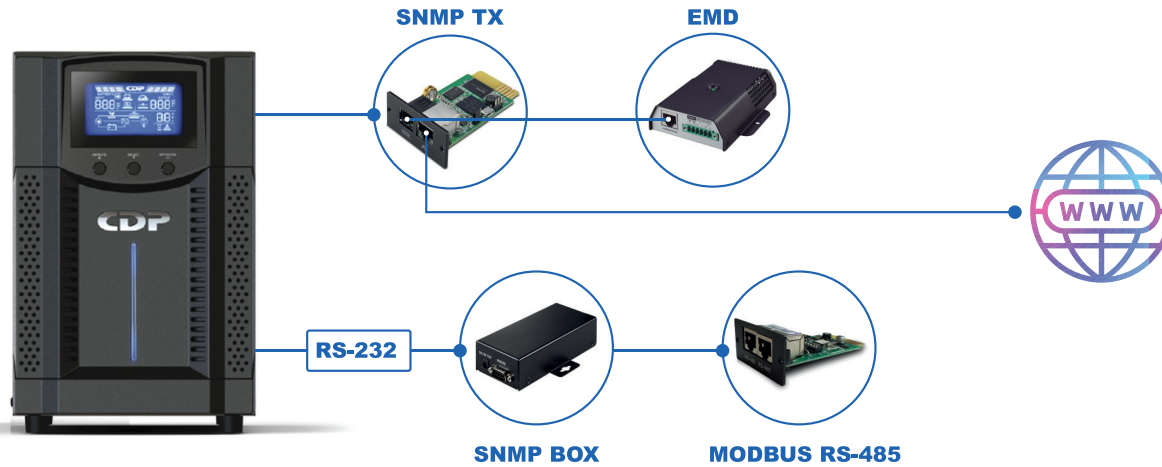 SNMP TX
EMD
CDP
WWW
RS-232
SNMP BOX
MODBUS RS-485